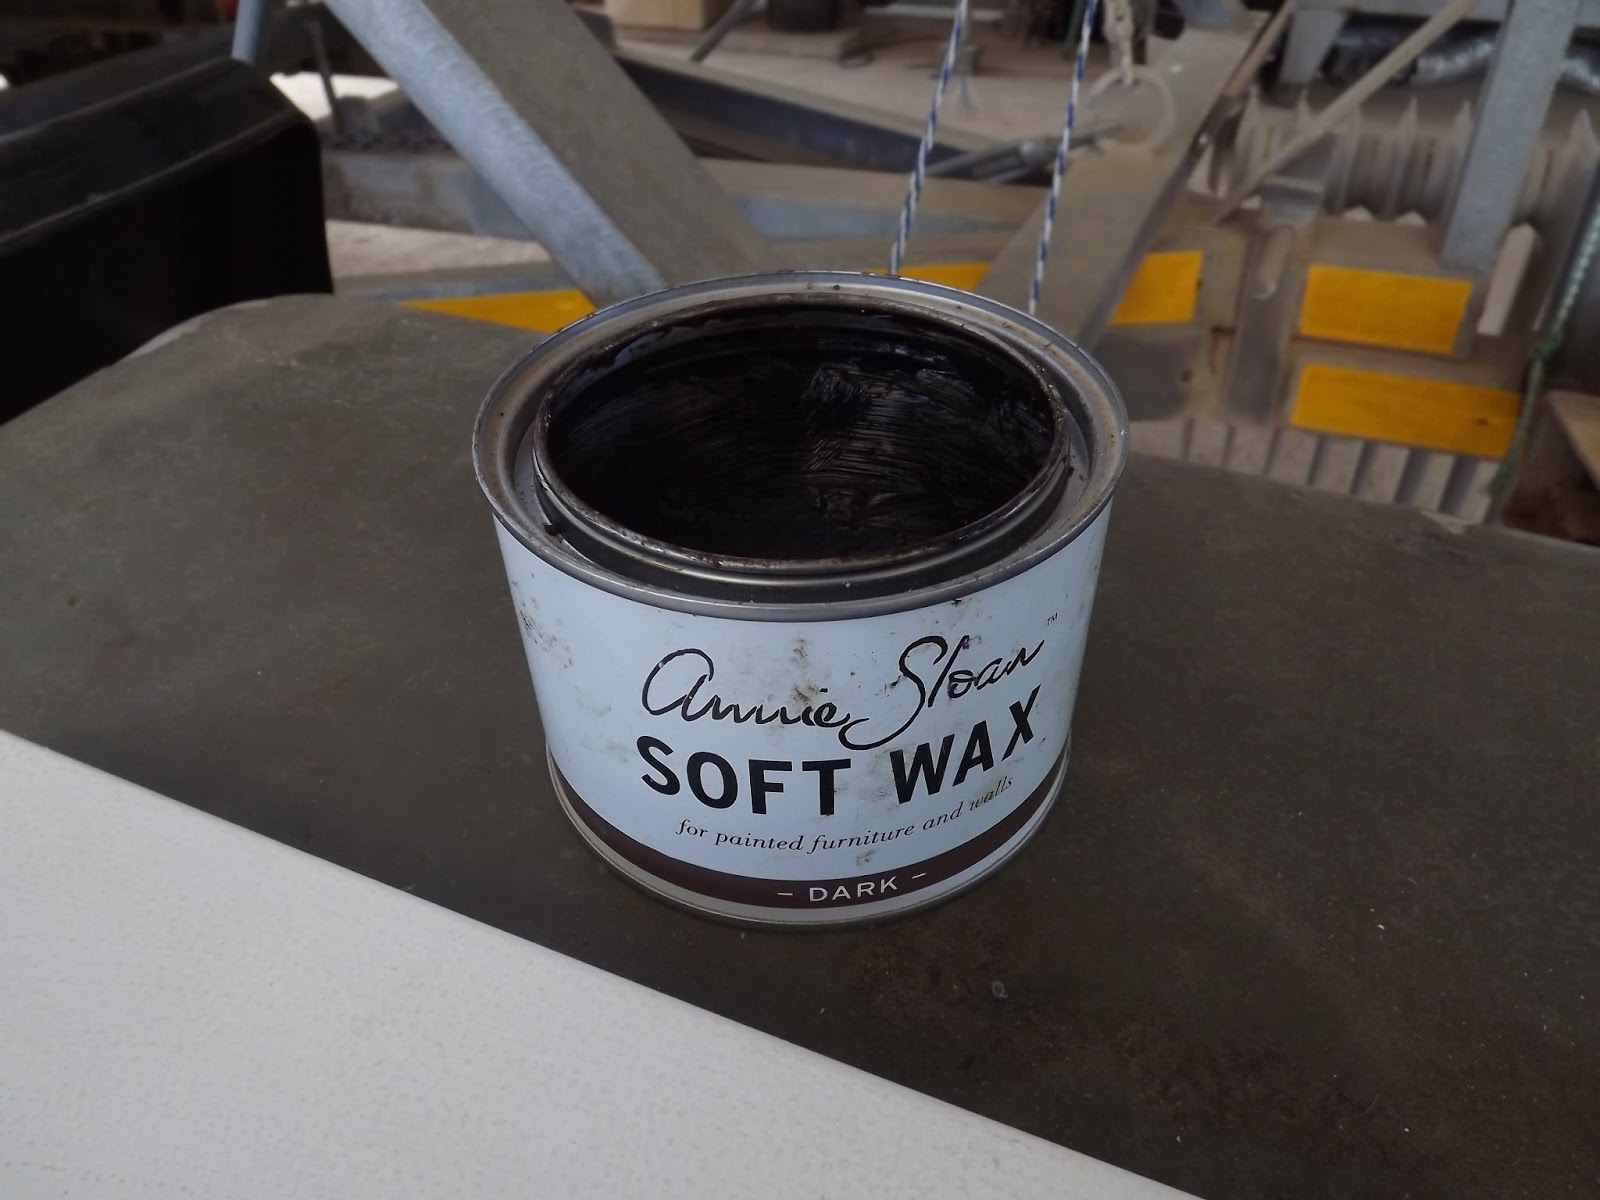 Annie Sloan™
SOFT WAX
for painted furniture and walls
- DARK -